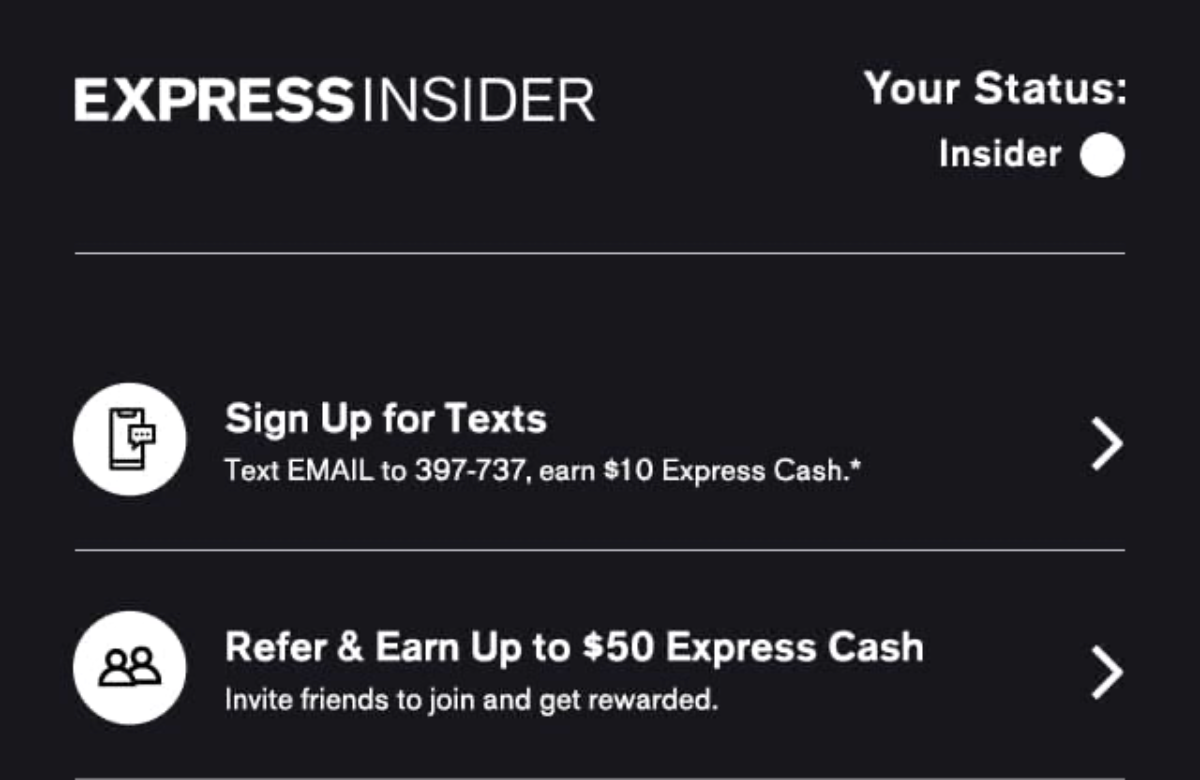 EXPRESSINSIDER
Your Status:
Insider
Sign Up for Texts
Text EMAIL to 397-737, earn $10 Express Cash.*
Refer & Earn Up to $50 Express Cash
Invite friends to join and get rewarded.